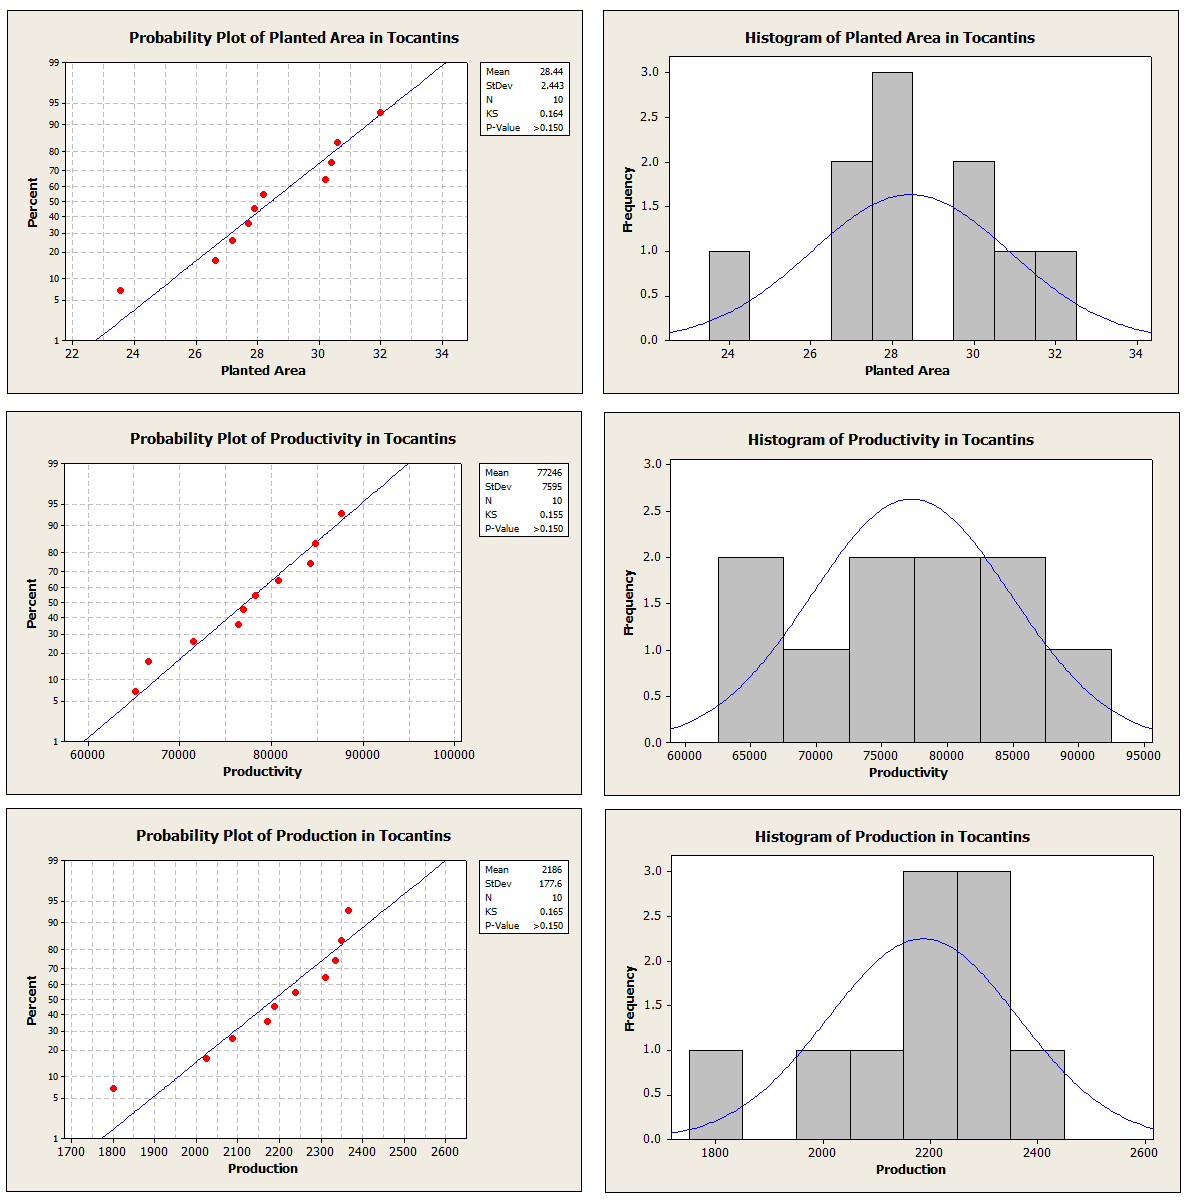 Probability Plot of Planted Area in Tocantins
99
95
90
80
70
60
50
40
30
20
10
5
1
Percent
22 24 26 28 30 32 34
Planted Area
Mean 28.44
StDev 2.443
N 10
KS 0.164
P-Value >0.150
Histogram of Planted Area in Tocantins
3.0
2.5
2.0
1.5
1.0
0.5
0.0
Frequency
24 26 28 30 32 34
Planted Area
Probability Plot of Productivity in Tocantins
99
95
90
80
70
60
50
40
30
20
10
5
1
Percent
60000 70000 80000 90000 100000
Productivity
Mean 77246
StDev 7595
N 10
KS 0.155
P-Value >0.150
Histogram of Productivity in Tocantins
3.0
2.5
2.0
1.5
1.0
0.5
0.0
Frequency
60000 65000 70000 75000 80000 85000 90000 95000
Productivity
Probability Plot of Production in Tocantins
99
95
90
80
70
60
50
40
30
20
10
5
1
Percent
1700 1800 1900 2000 2100 2200 2300 2400 2500 2600
Production
Mean 2186
StDev 177.6
N 10
KS 0.165
P-Value >0.150
Histogram of Production in Tocantins
3.0
2.5
2.0
1.5
1.0
0.5
0.0
Frequency
1800 2000 2200 2400 2600
Production